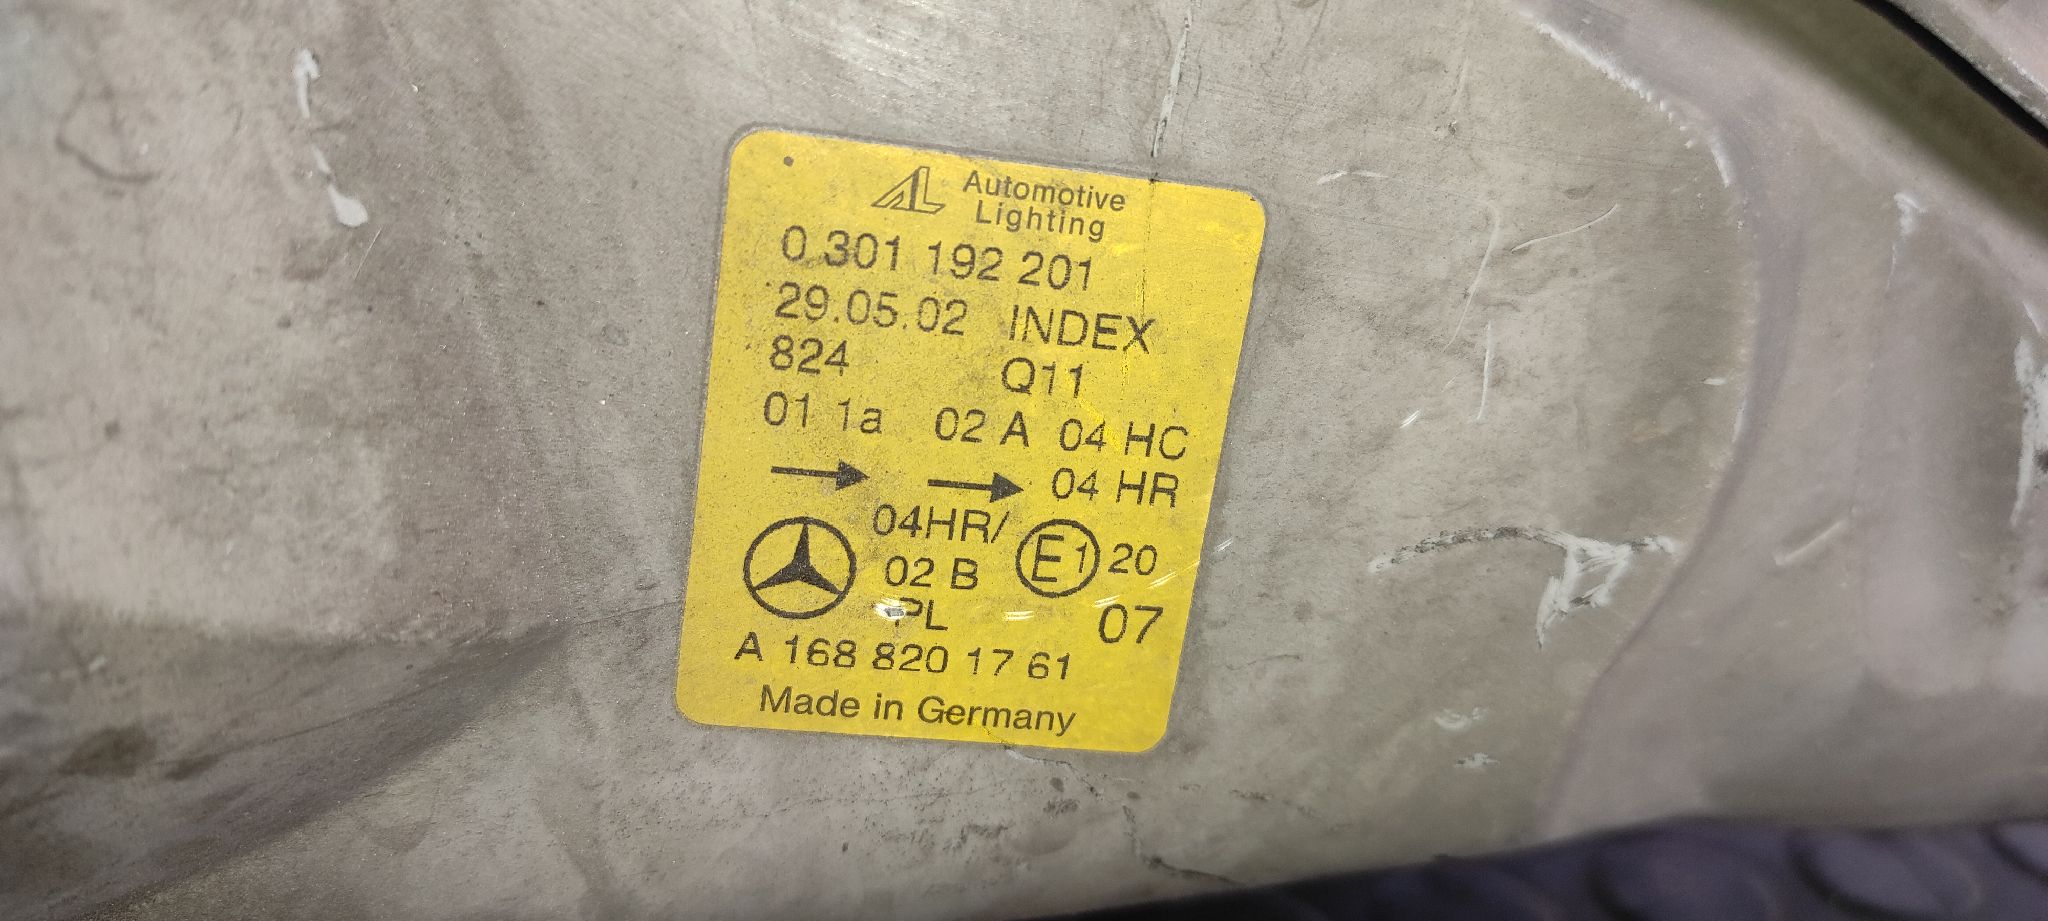 AL Automotive
Lighting
0 301 192 201
29.05.02 INDEX
824 Q11
01 1a 02 A 04 HC
04 HR
04HR/
02 B E1 20
PL 07
A 168 820 17 61
Made in Germany